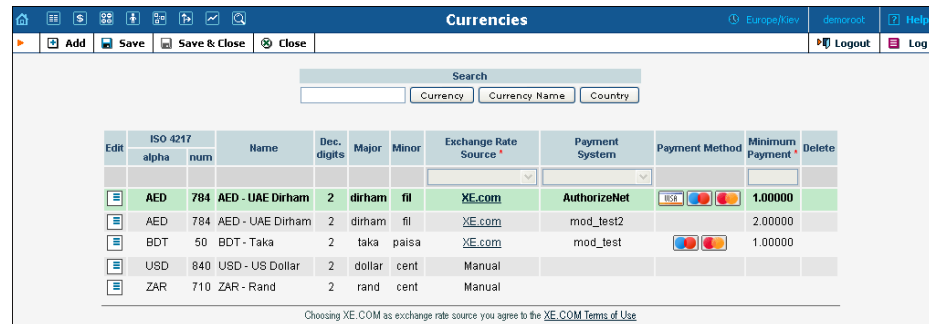 Currencies
Europe/Kiev
demoroot
Help
Add
Save
Save & Close
Close
Logout
Log
Search
Currency
Currency Name
Country
Edit ISO 4217 Name Dec. digits Major Minor Exchange Rate Source * Payment System Payment Method Minimum Payment * Delete
alpha num
AED 784 AED - UAE Dirham 2 dirham fil XE.com AuthorizeNet VISA 1.00000
AED 784 AED - UAE Dirham 2 dirham fil XE.com mod_test2 2.00000
BDT 50 BDT - Taka 2 taka paisa XE.com mod_test 1.00000
USD 840 USD - US Dollar 2 dollar cent Manual
ZAR 710 ZAR - Rand 2 rand cent Manual
Choosing XE.COM as exchange rate source you agree to the XE.COM Terms of Use